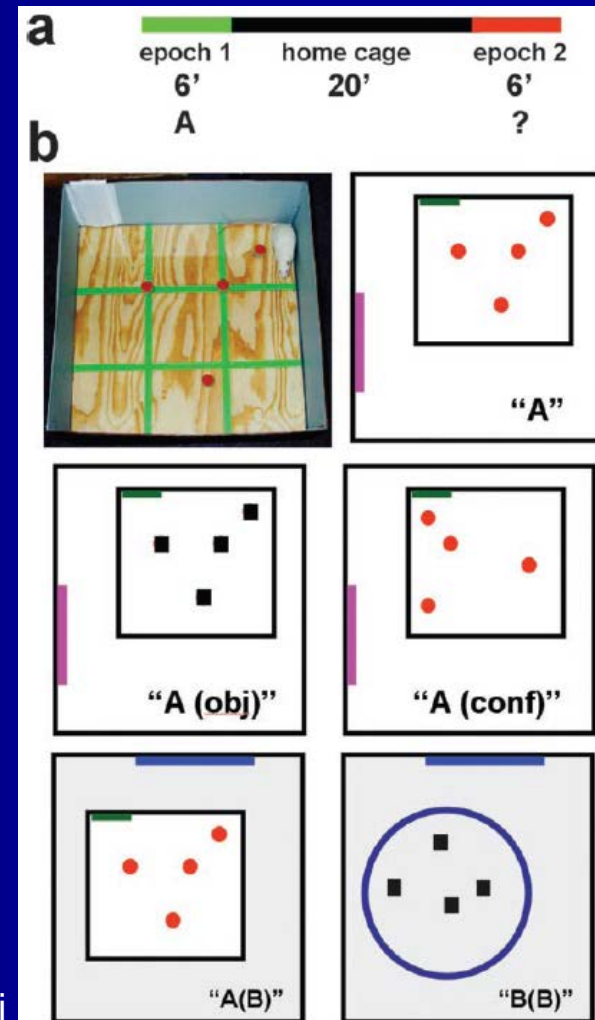 a
epoch 1 home cage epoch 2
6’ 20’ 6’
A ?
b
“A”
“A (obj)” “A (conf)”
“A(B)” “B(B)”